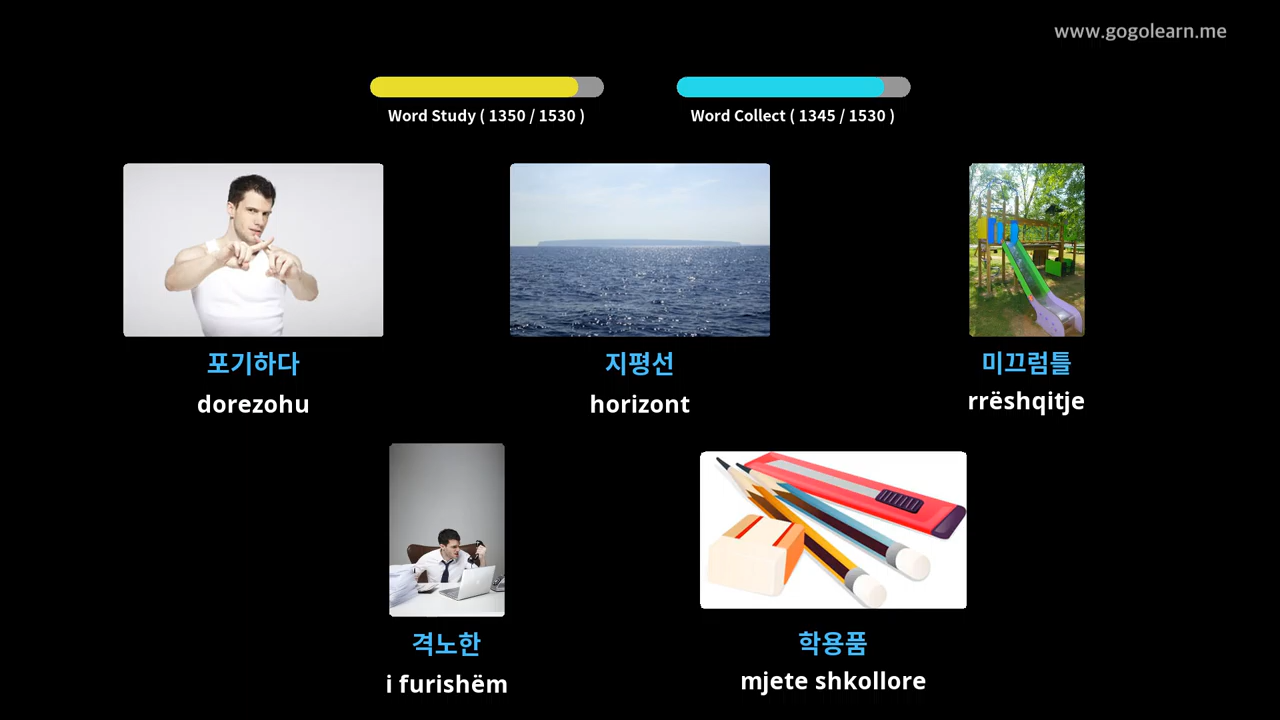 www.gogolearn.me
Word Study ( 1350 / 1530 )
Word Collect ( 1345 / 1530 )
포기하다
dorezohu
지평선
horizont
미끄럼틀
rrëshqitje
격노한
i furishëm
학용품
mjete shkollore